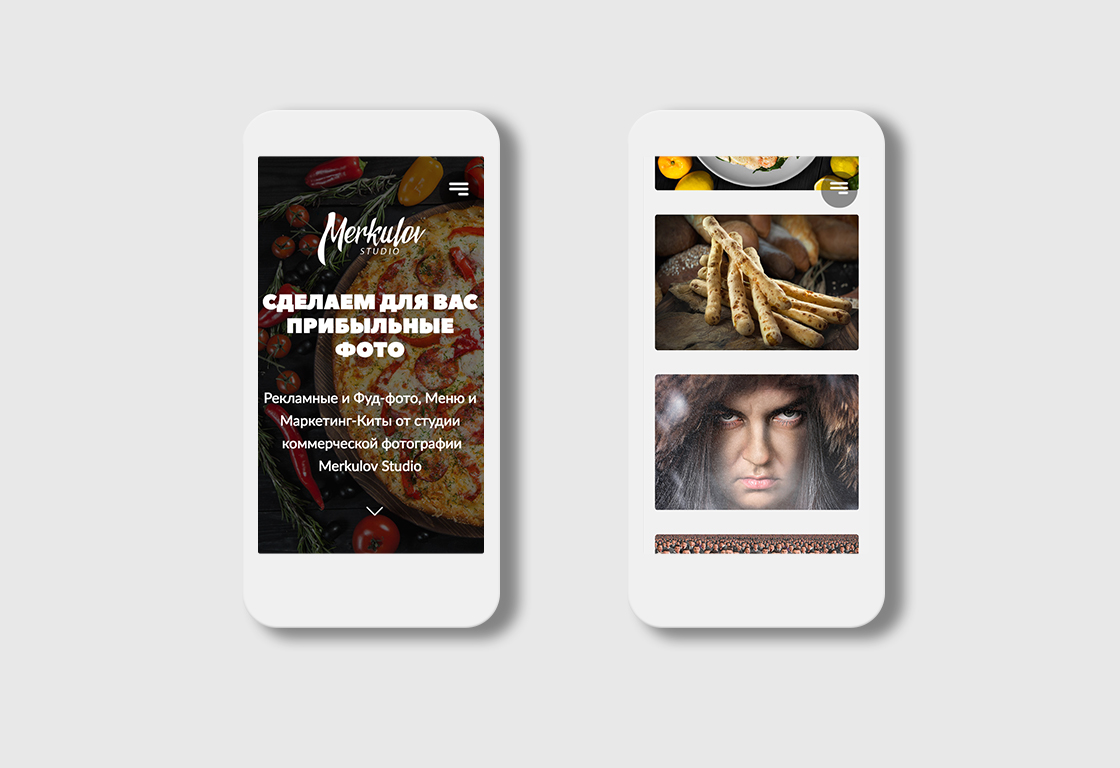 Merkulov
STUDIO
СДЕЛАЕМ ДЛЯ ВАС
ПРИБЫЛЬНЫЕ
ФОТО
Рекламные и Фуд-фото, Меню и
Маркетинг-Киты от студии
коммерческой фотографии
Merkulov Studio